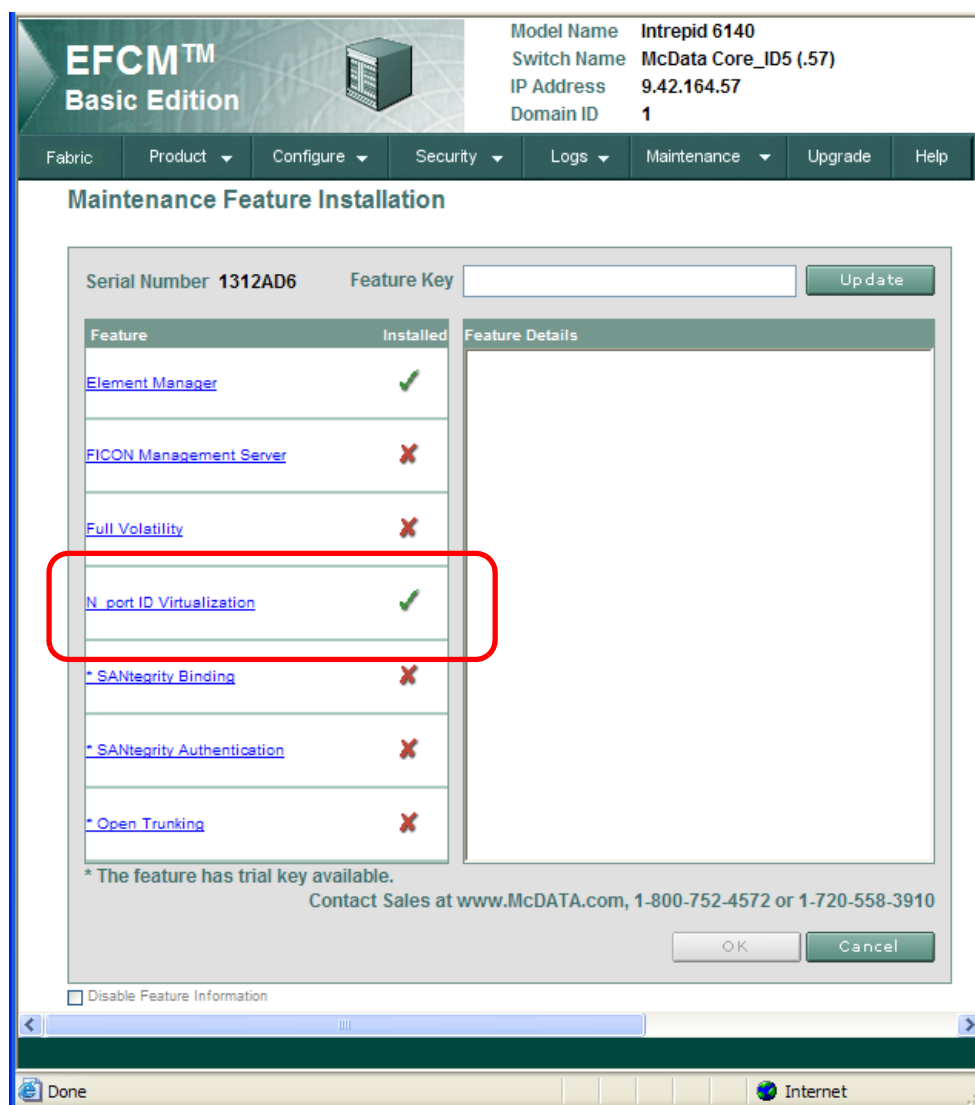 EFCM™
Basic Edition
Model Name Intrepid 6140
Switch Name McData Core_ID5 (.57)
IP Address 9.42.164.57
Domain ID 1
Fabric Product Configure Security Logs Maintenance Upgrade Help
Maintenance Feature Installation
Serial Number 1312AD6 Feature Key Update
Feature Installed Feature Details
Element Manager
FICON Management Server
Full Volatility
N_port ID Virtualization
* SANtegrity Binding
* SANtegrity Authentication
* Open Trunking
* The feature has trial key available.
Contact Sales at www.McDATA.com, 1-800-752-4572 or 1-720-558-3910
OK Cancel
Disable Feature Information
Done Internet